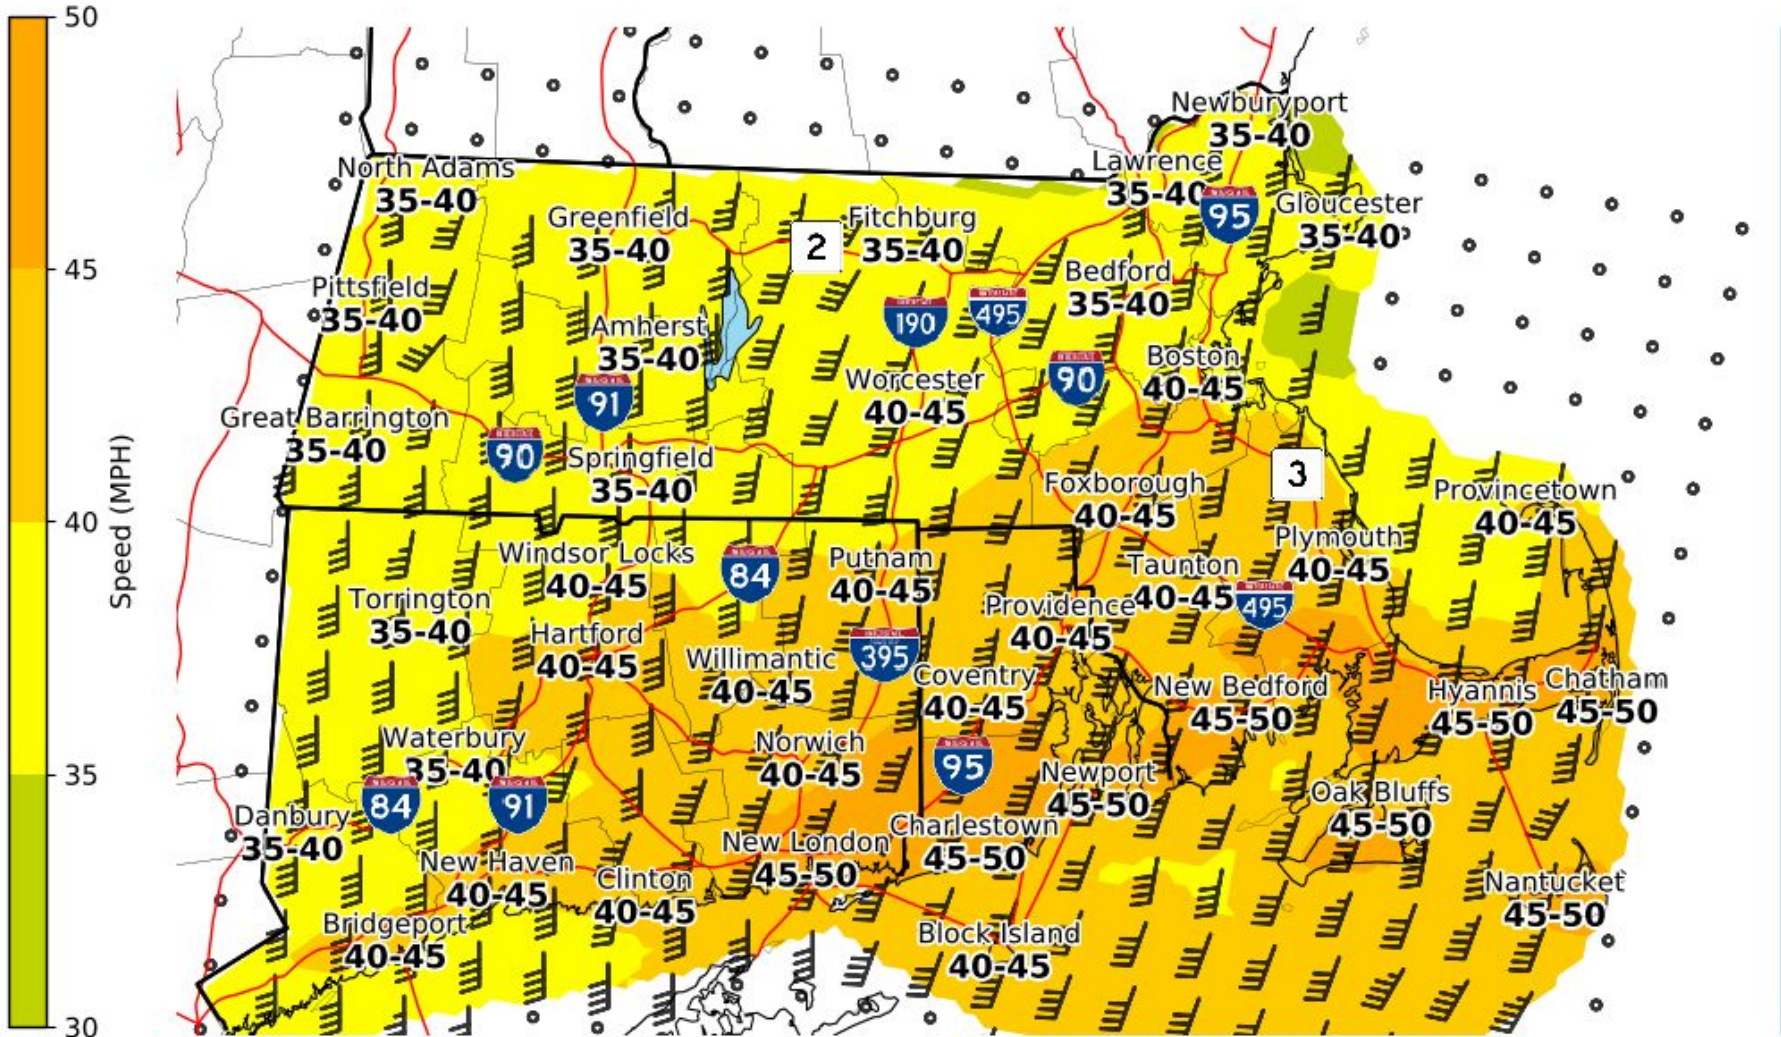 50
45
40
35
30
Speed (MPH)
Newburyport
35-40
Lawrence
35-40
95
North Adams
35-40
Greenfield
35-40
2
Fitchburg
35-40
Gloucester
35-40
Pittsfield
35-40
Amherst
35-40
190
495
Bedford
35-40
Boston
40-45
90
Worcester
40-45
91
Great Barrington
35-40
90
Springfield
35-40
3
Foxborough
40-45
Provincetown
40-45
Windsor Locks
40-45
84
Putnam
40-45
Taunton
40-45
Plymouth
40-45
495
Torrington
35-40
Hartford
40-45
Providence
40-45
Willimantic
40-45
395
Coventry
40-45
New Bedford
45-50
Hyannis
45-50
Chatham
45-50
Waterbury
35-40
Norwich
40-45
95
Newport
45-50
Oak Bluffs
45-50
84
91
Danbury
35-40
New Haven
40-45
Clinton
40-45
New London
45-50
Charlestown
45-50
Nantucket
45-50
Bridgeport
40-45
Block Island
40-45